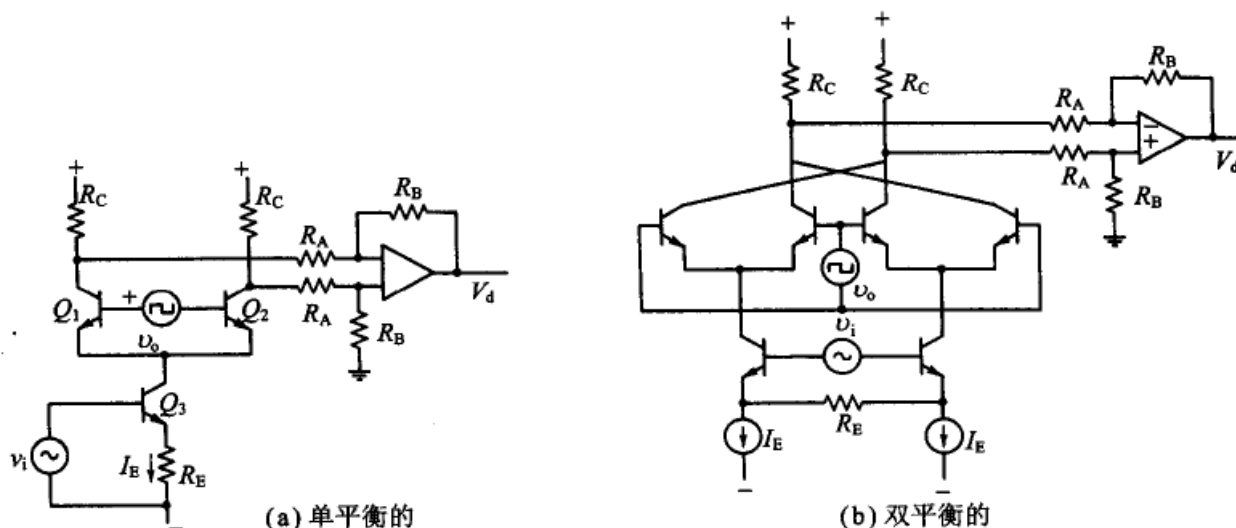 +
+
R_C
R_C
R_B
R_A
R_A
R_B
V_d
Q_1
+
Q_2
υ_o
Q_3
v_i
I_E
R_E
−
(a) 单平衡的
+
+
R_C
R_C
R_B
R_A
R_A
−
+
V_d
R_B
υ_o
υ_i
R_E
I_E
I_E
−
−
(b) 双平衡的